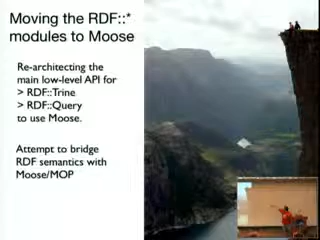 Moving the RDF::*
modules to Moose
Re-architecting the
main low-level API for
> RDF::Trine
> RDF::Query
to use Moose.
Attempt to bridge
RDF semantics with
Moose/MOP